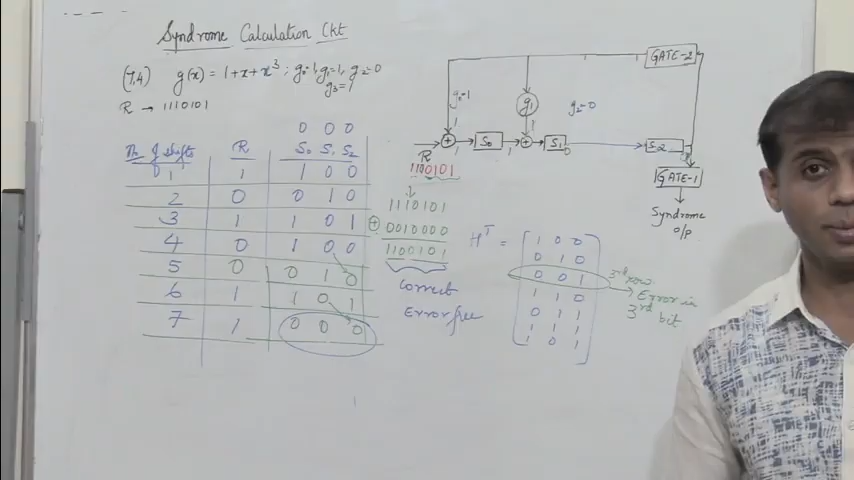 Syndrome Calculation Ckt
(7,4) g(x) = 1+x+x³ ; g₀=1, g₁=1, g₂=0
g₃=1
R → 1110101
0 0 0
No of shifts R S₀ S₁ S₂
1 1 1 0 0
2 0 0 1 0
3 1 1 0 1
4 0 1 0 0
5 0 0 1 0
6 1 1 0 1
7 1 0 0 0
GATE-2
g₀=1
g₁
g₂=0
R
+ S₀ + S₁ S₂
1110101
GATE-1
Syndrome
o/p
↓
1110101
⊕ 0010000
1100101
Correct
Error free
Hᵀ =
1 0 0
0 1 0
0 0 1
1 1 0
0 1 1
1 1 1
1 0 1
3rd row
→ Error in
3rd bit